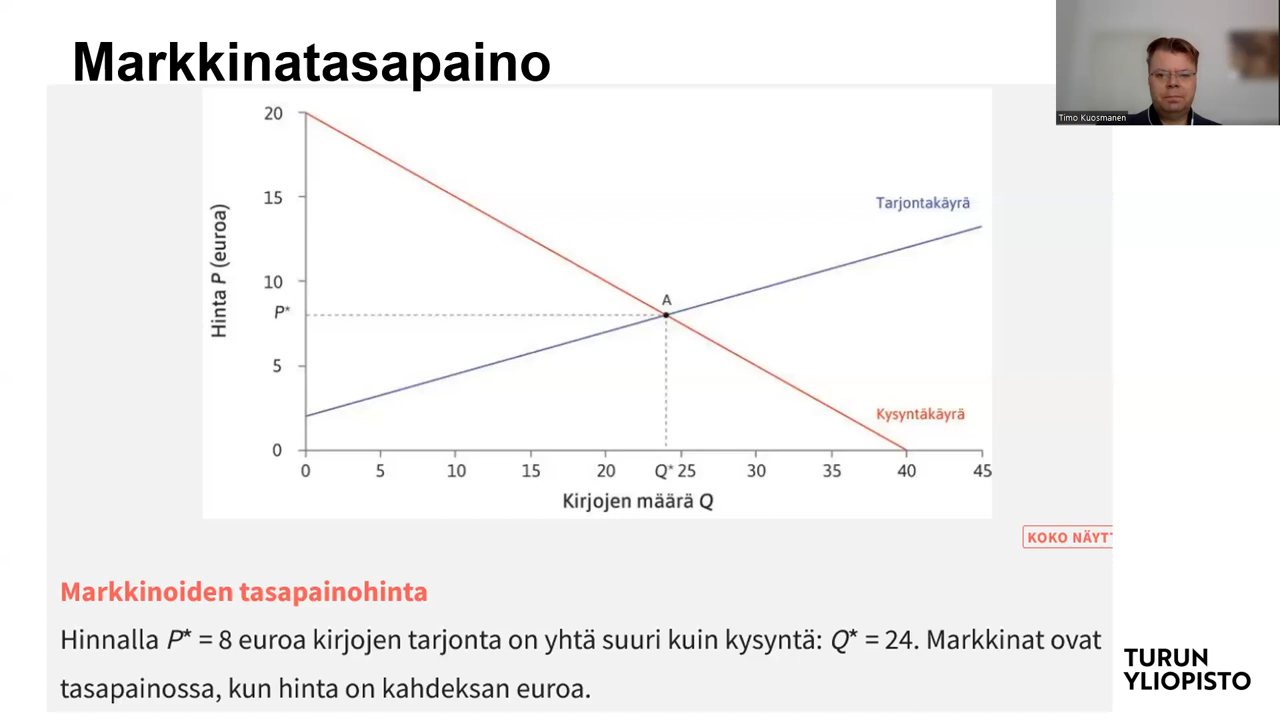 Markkinatasapaino
Timo Kuosmanen
20
15
10
P*
5
0
Hinta P (euroa)
Tarjontakäyrä
A
Kysyntäkäyrä
0 5 10 15 20 Q* 25 30 35 40 45
Kirjojen määrä Q
KOKO NÄYT
Markkinoiden tasapainohinta
Hinnalla P* = 8 euroa kirjojen tarjonta on yhtä suuri kuin kysyntä: Q* = 24. Markkinat ovat
tasapainossa, kun hinta on kahdeksan euroa.
TURUN
YLIOPISTO